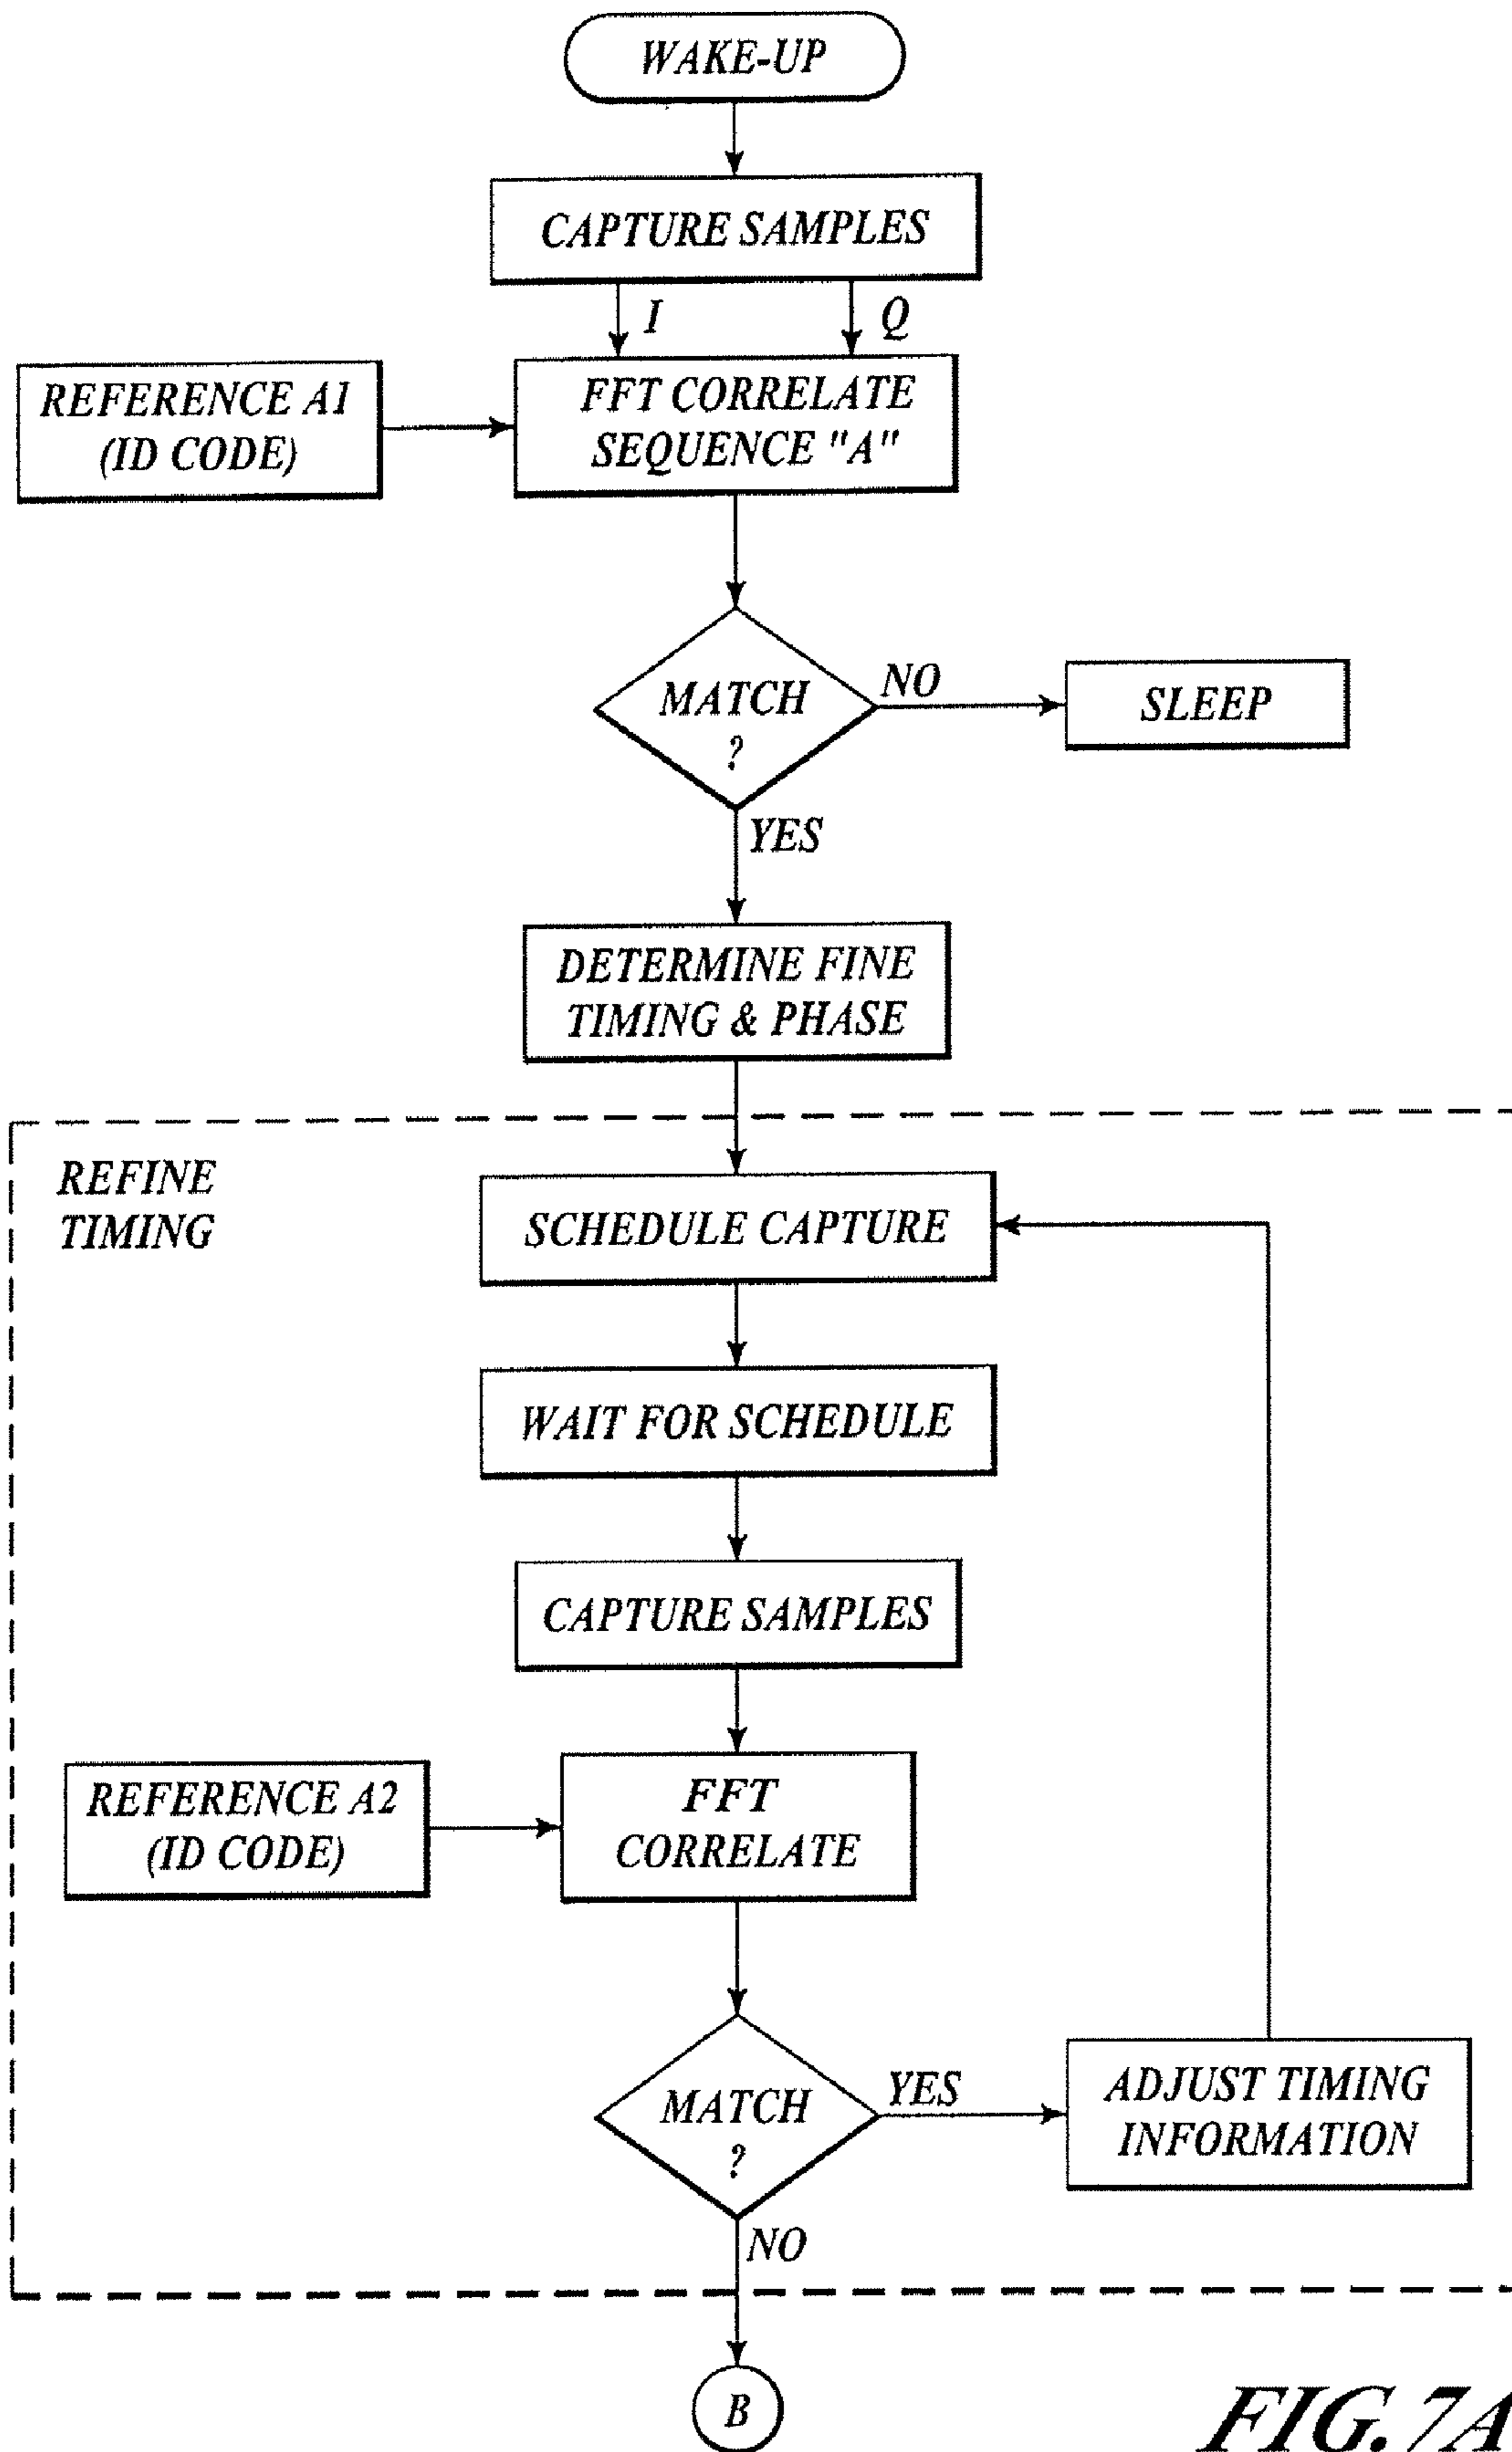 WAKE-UP
CAPTURE SAMPLES
I
Q
REFERENCE A1
(ID CODE)
FFT CORRELATE
SEQUENCE "A"
MATCH
?
NO
SLEEP
YES
DETERMINE FINE
TIMING & PHASE
REFINE
TIMING
SCHEDULE CAPTURE
WAIT FOR SCHEDULE
CAPTURE SAMPLES
REFERENCE A2
(ID CODE)
FFT
CORRELATE
MATCH
?
YES
ADJUST TIMING
INFORMATION
NO
B
FIG. 7A